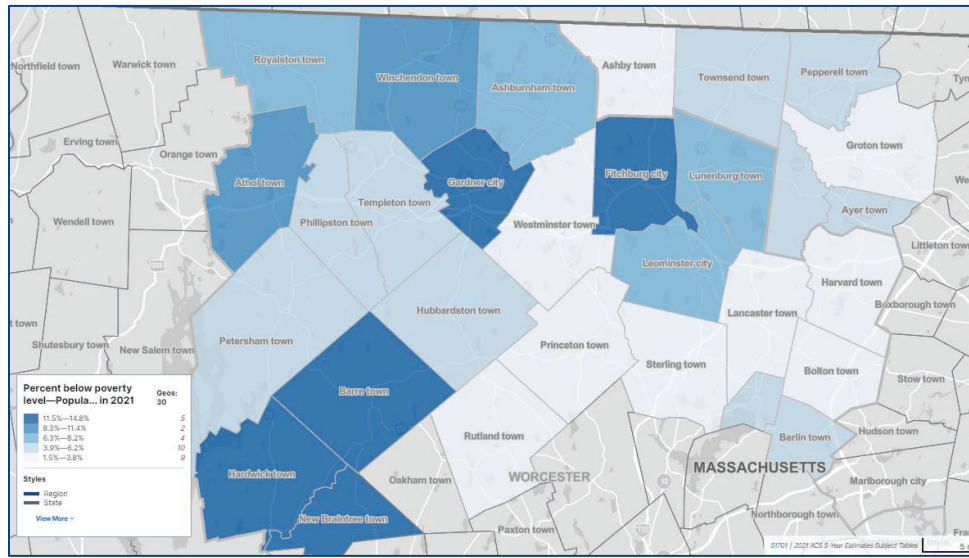 Northfield town
Warwick town
Royalston town
Winchendon town
Ashburnham town
Ashby town
Townsend town
Pepperell town
Erving town
Orange town
Athol town
Gardner city
Fitchburg city
Lunenburg town
Groton town
Templeton town
Phillipston town
Westminster town
Ayer town
Wendell town
Leominster city
Littleton town
Harvard town
Boxborough town
Lancaster town
Hubbardston town
Shutesbury town
New Salem town
Petersham town
Princeton town
Sterling town
Bolton town
Stow town
Barre town
Rutland town
Berlin town
Hudson town
Hardwick town
Oakham town
WORCESTER
MASSACHUSETTS
Marlborough city
New Braintree town
Paxton town
Northborough town
Percent below poverty
level—Popula... in 2021
Geos:
30
11.5%—14.8% 5
8.3%—11.4% 2
6.3%—8.2% 4
3.9%—6.2% 10
1.5%—3.8% 9
Styles
Region
State
View More
S1701 | 2021 ACS 5-Year Estimates Subject Tables